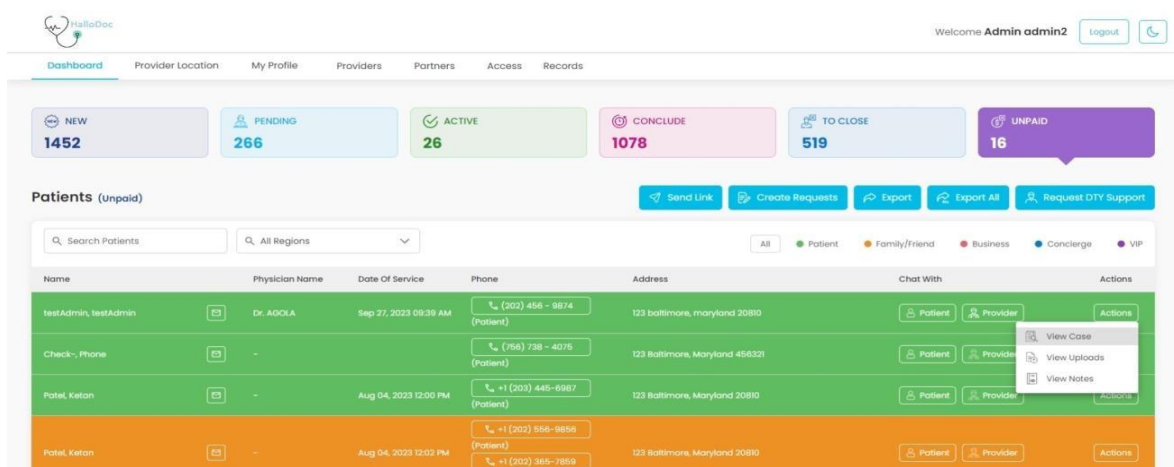 HalloDoc
Welcome Admin admin2 Logout
Dashboard Provider Location My Profile Providers Partners Access Records
NEW PENDING ACTIVE CONCLUDE TO CLOSE UNPAID
1452 266 26 1078 519 16
Patients (Unpaid) Send Link Create Requests Export Export All Request DTY Support
Search Patients All Regions All Patient Family/Friend Business Concierge VIP
Name Physician Name Date Of Service Phone Address Chat With Actions
testAdmin, testAdmin Dr. AGOLA Sep 27, 2023 09:39 AM (202) 456 - 9874 123 baltimore, maryland 20810 Patient Provider Actions
(Patient)
View Case
Check-, Phone - (756) 738 - 4075 123 Baltimore, Maryland 456321 Patient
(Patient)
View Uploads
View Notes
Patel, Ketan - Aug 04, 2023 12:00 PM +1 (203) 445-6987 123 Baltimore, Maryland 20810 Patient Provider Actions
(Patient)
+1 (202) 556-9856
(Patient)
Patel, Ketan - Aug 04, 2023 12:02 PM 123 Baltimore, Maryland 20810 Patient Provider Actions
+1 (202) 365-7859